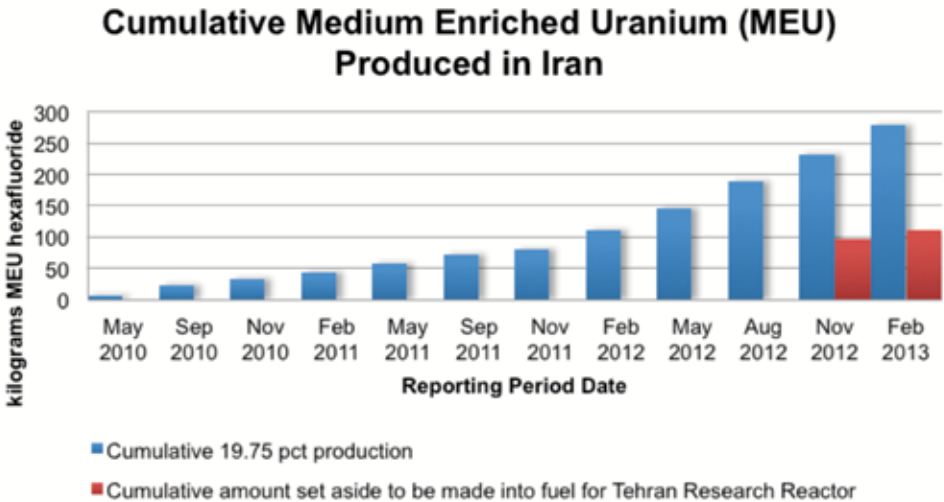 Cumulative Medium Enriched Uranium (MEU)
Produced in Iran
kilograms MEU hexafluoride
300
250
200
150
100
50
0
May Sep Nov Feb May Sep Nov Feb May Aug Nov Feb
2010 2010 2010 2011 2011 2011 2011 2012 2012 2012 2012 2013
Reporting Period Date
Cumulative 19.75 pct production
Cumulative amount set aside to be made into fuel for Tehran Research Reactor